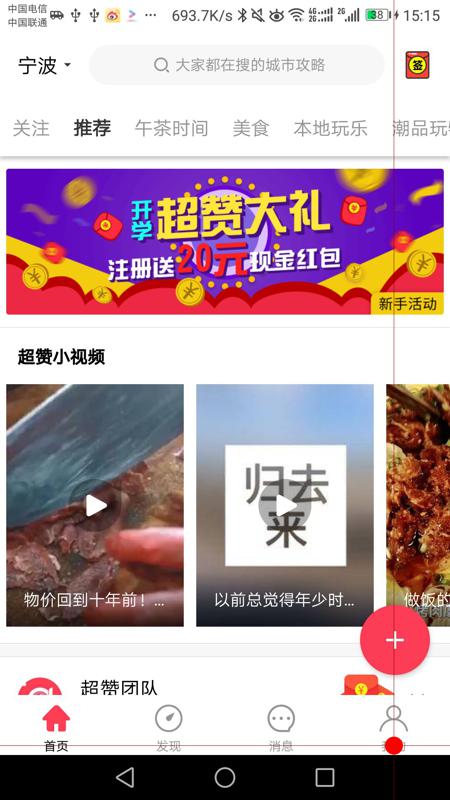 中国电信
中国联通
693.7K/s 4G 2G 2G 38 15:15
宁波 大家都在搜的城市攻略 签
关注 推荐 午茶时间 美食 本地玩乐 潮品玩
开学 超赞大礼
注册送20元现金红包
新手活动
超赞小视频
归去
来
物价回到十年前！... 以前总觉得年少时... 做饭的
超赞团队
首页 发现 消息